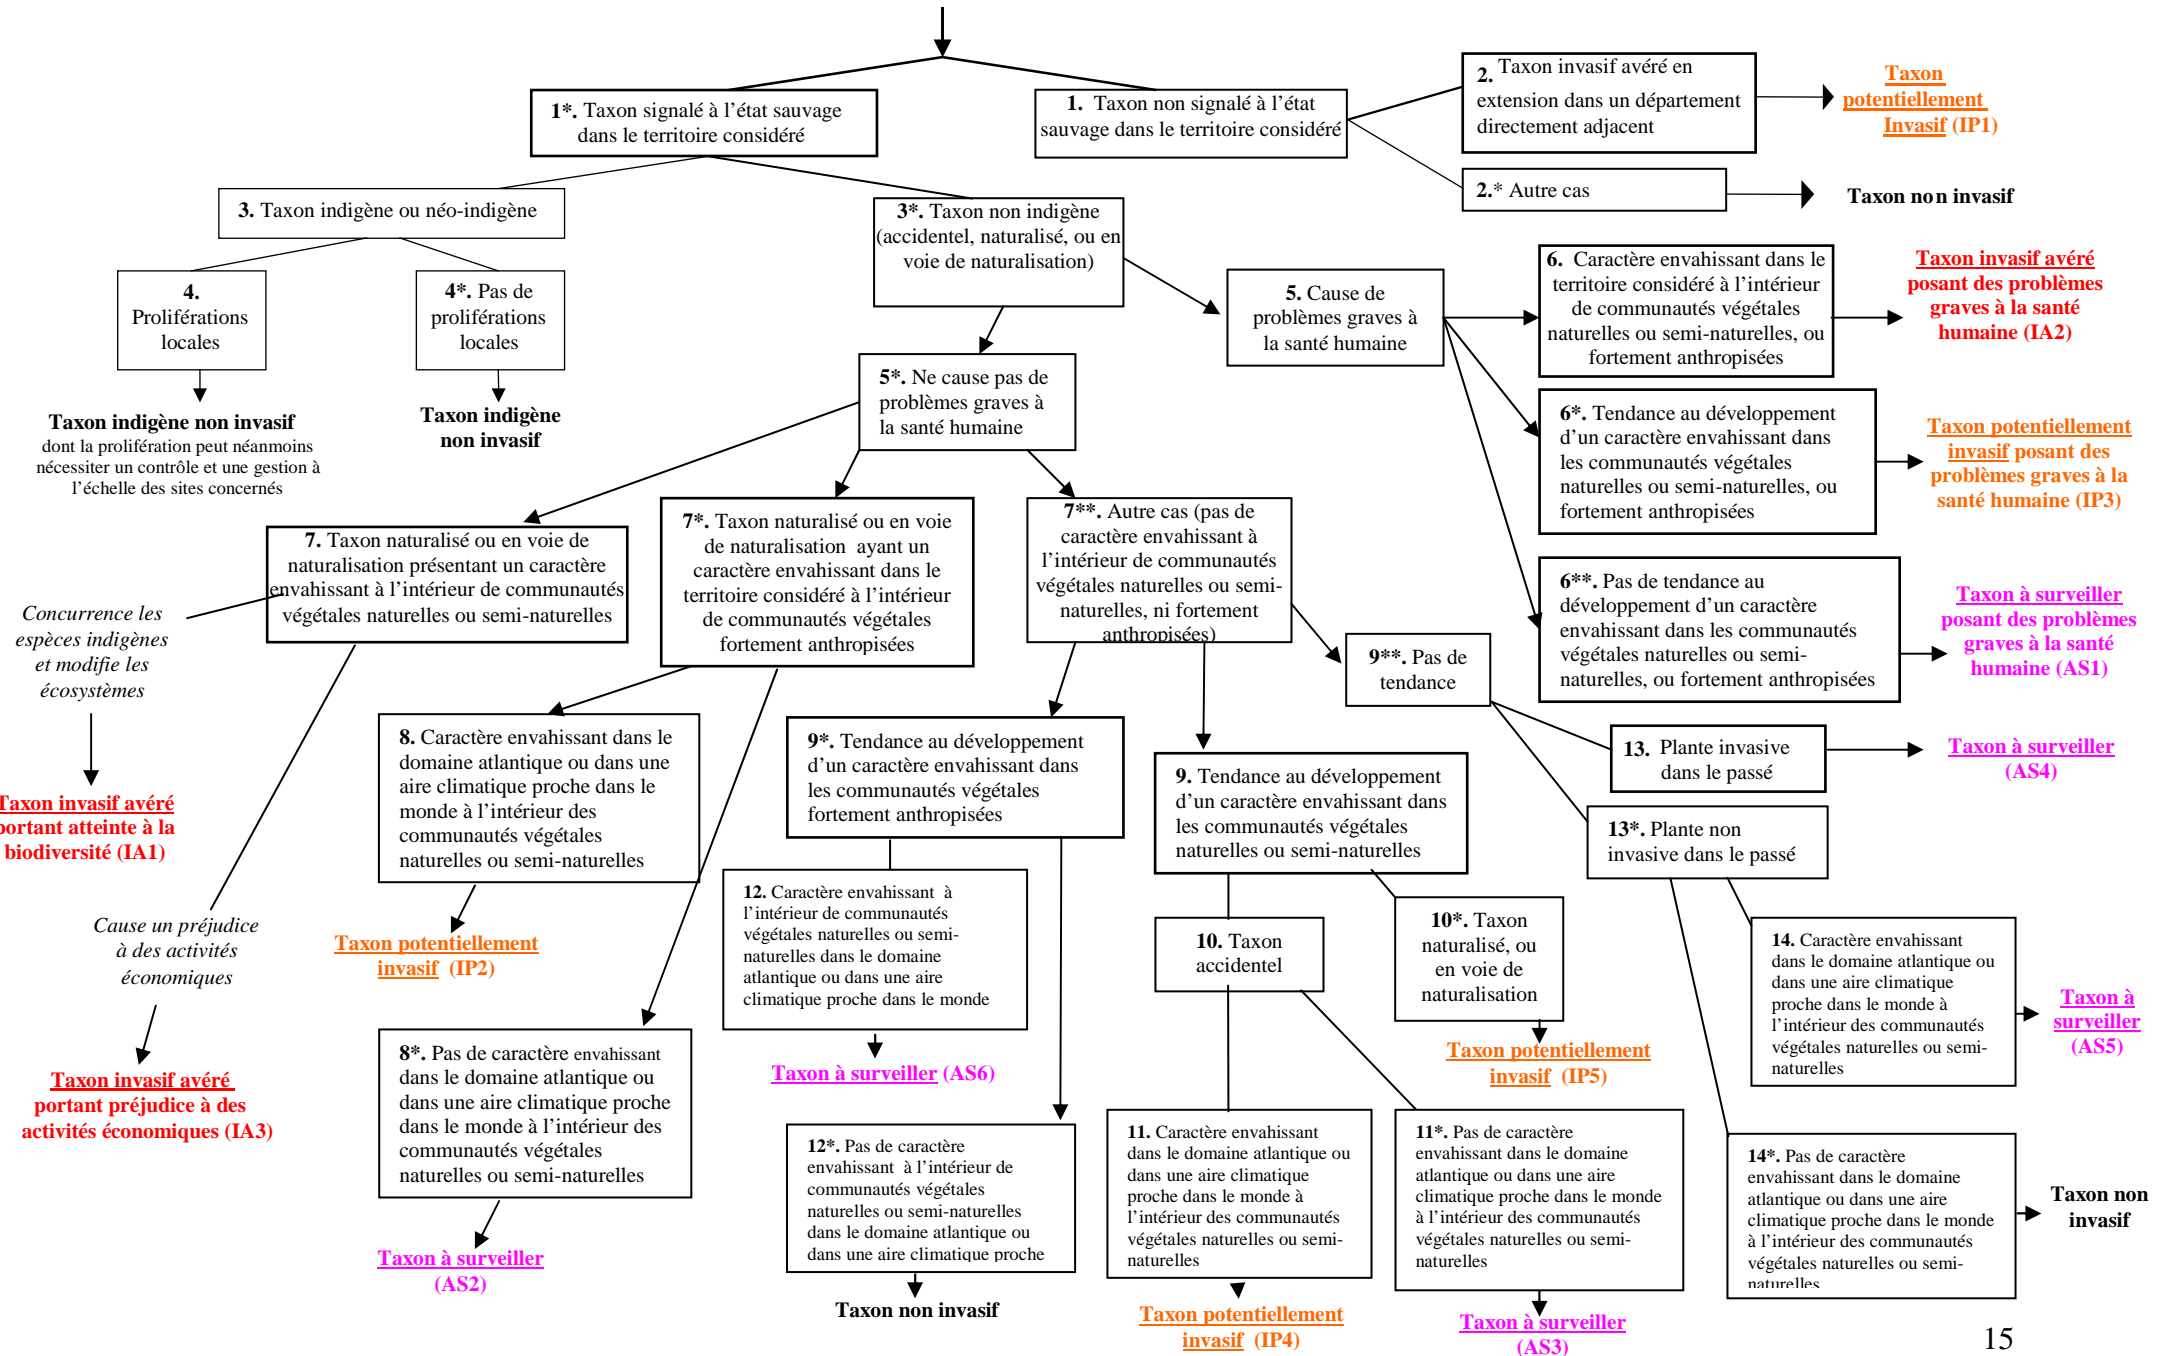 1*. Taxon signalé à l'état sauvage
dans le territoire considéré
1. Taxon non signalé à l'état
sauvage dans le territoire considéré
2. Taxon invasif avéré en
extension dans un département
directement adjacent
Taxon
potentiellement
Invasif (IP1)
2.* Autre cas
Taxon non invasif
3. Taxon indigène ou néo-indigène
3*. Taxon non indigène
(accidentel, naturalisé, ou en
voie de naturalisation)
4.
Proliférations
locales
4*. Pas de
proliférations
locales
Taxon indigène non invasif
dont la prolifération peut néanmoins
nécessiter un contrôle et une gestion à
l'échelle des sites concernés
Taxon indigène
non invasif
5. Cause de
problèmes graves à
la santé humaine
5*. Ne cause pas de
problèmes graves à
la santé humaine
6. Caractère envahissant dans le
territoire considéré à l'intérieur
de communautés végétales
naturelles ou semi-naturelles, ou
fortement anthropisées
Taxon invasif avéré
posant des problèmes
graves à la santé
humaine (IA2)
6*. Tendance au développement
d'un caractère envahissant dans
les communautés végétales
naturelles ou semi-naturelles, ou
fortement anthropisées
Taxon potentiellement
invasif posant des
problèmes graves à la
santé humaine (IP3)
6**. Pas de tendance au
développement d'un caractère
envahissant dans les communautés
végétales naturelles ou semi-
naturelles, ou fortement anthropisées
Taxon à surveiller
posant des problèmes
graves à la santé
humaine (AS1)
7. Taxon naturalisé ou en voie de
naturalisation présentant un caractère
envahissant à l'intérieur de communautés
végétales naturelles ou semi-naturelles
7*. Taxon naturalisé ou en voie
de naturalisation ayant un
caractère envahissant dans le
territoire considéré à l'intérieur
de communautés végétales
fortement anthropisées
7**. Autre cas (pas de
caractère envahissant à
l'intérieur de communautés
végétales naturelles ou semi-
naturelles, ni fortement
anthropisées)
Concurrence les
espèces indigènes
et modifie les
écosystèmes
Taxon invasif avéré
portant atteinte à la
biodiversité (IA1)
Cause un préjudice
à des activités
économiques
Taxon invasif avéré
portant préjudice à des
activités économiques (IA3)
8. Caractère envahissant dans le
domaine atlantique ou dans une
aire climatique proche dans le
monde à l'intérieur des
communautés végétales
naturelles ou semi-naturelles
Taxon potentiellement
invasif (IP2)
8*. Pas de caractère envahissant
dans le domaine atlantique ou
dans une aire climatique proche
dans le monde à l'intérieur des
communautés végétales
naturelles ou semi-naturelles
Taxon à surveiller
(AS2)
9*. Tendance au développement
d'un caractère envahissant dans
les communautés végétales
fortement anthropisées
9. Tendance au développement
d'un caractère envahissant dans
les communautés végétales
naturelles ou semi-naturelles
9**. Pas de
tendance
12. Caractère envahissant à
l'intérieur de communautés
végétales naturelles ou semi-
naturelles dans le domaine
atlantique ou dans une aire
climatique proche dans le monde
Taxon à surveiller (AS6)
12*. Pas de caractère
envahissant à l'intérieur de
communautés végétales
naturelles ou semi-naturelles
dans le domaine atlantique ou
dans une aire climatique proche
Taxon non invasif
10. Taxon
accidentel
10*. Taxon
naturalisé, ou
en voie de
naturalisation
Taxon potentiellement
invasif (IP5)
11. Caractère envahissant
dans le domaine atlantique ou
dans une aire climatique
proche dans le monde à
l'intérieur des communautés
végétales naturelles ou semi-
naturelles
Taxon potentiellement
invasif (IP4)
11*. Pas de caractère
envahissant dans le domaine
atlantique ou dans une aire
climatique proche dans le monde
à l'intérieur des communautés
végétales naturelles ou semi-
naturelles
Taxon à surveiller
(AS3)
13. Plante invasive
dans le passé
Taxon à surveiller
(AS4)
13*. Plante non
invasive dans le passé
14. Caractère envahissant
dans le domaine atlantique ou
dans une aire climatique
proche dans le monde à
l'intérieur des communautés
végétales naturelles ou semi-
naturelles
Taxon à
surveiller
(AS5)
14*. Pas de caractère
envahissant dans le domaine
atlantique ou dans une aire
climatique proche dans le monde
à l'intérieur des communautés
végétales naturelles ou semi-
naturelles
Taxon non
invasif
15